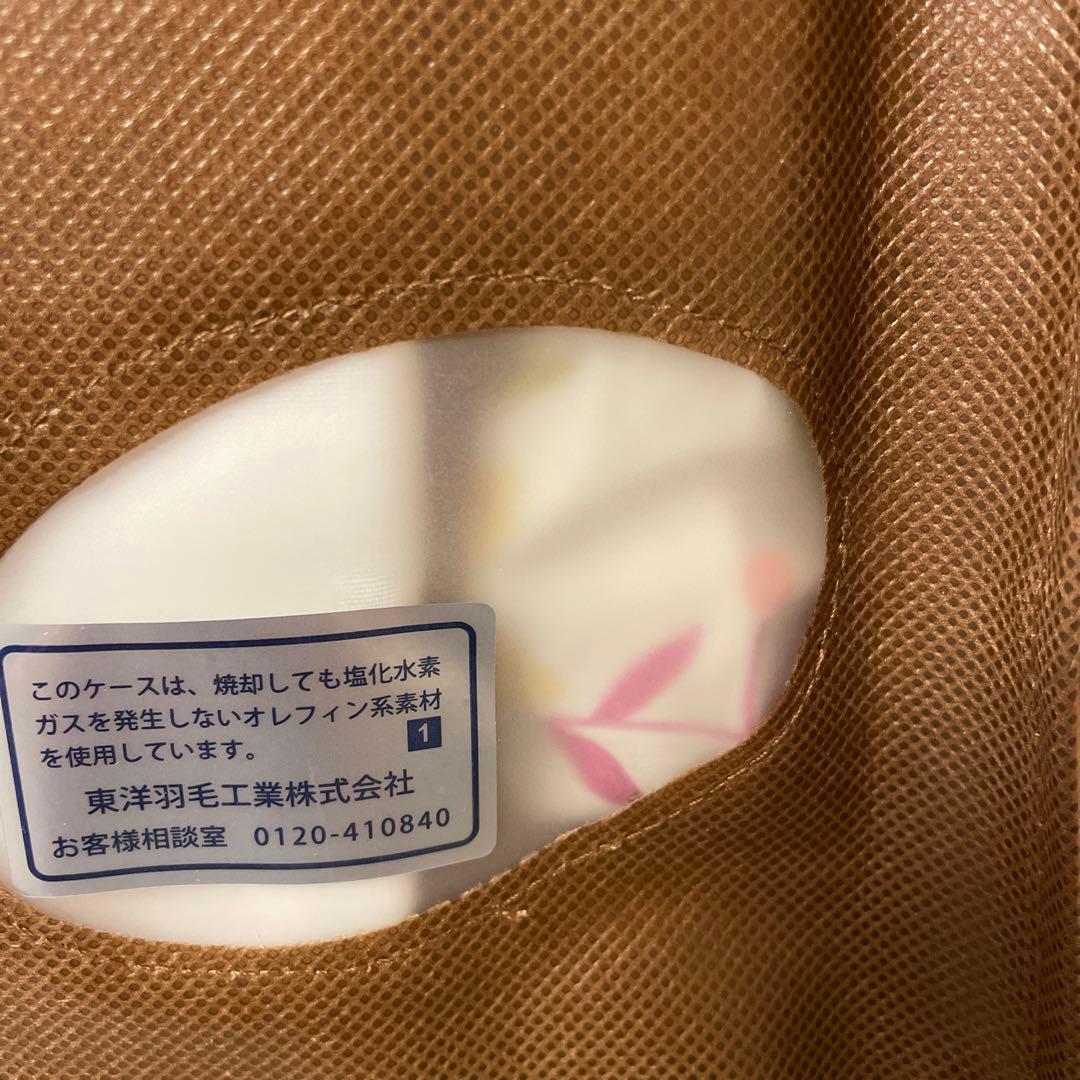 このケースは、焼却しても塩化水素
ガスを発生しないオレフィン系素材
を使用しています。 1
東洋羽毛工業株式会社
お客様相談室 0120-410840